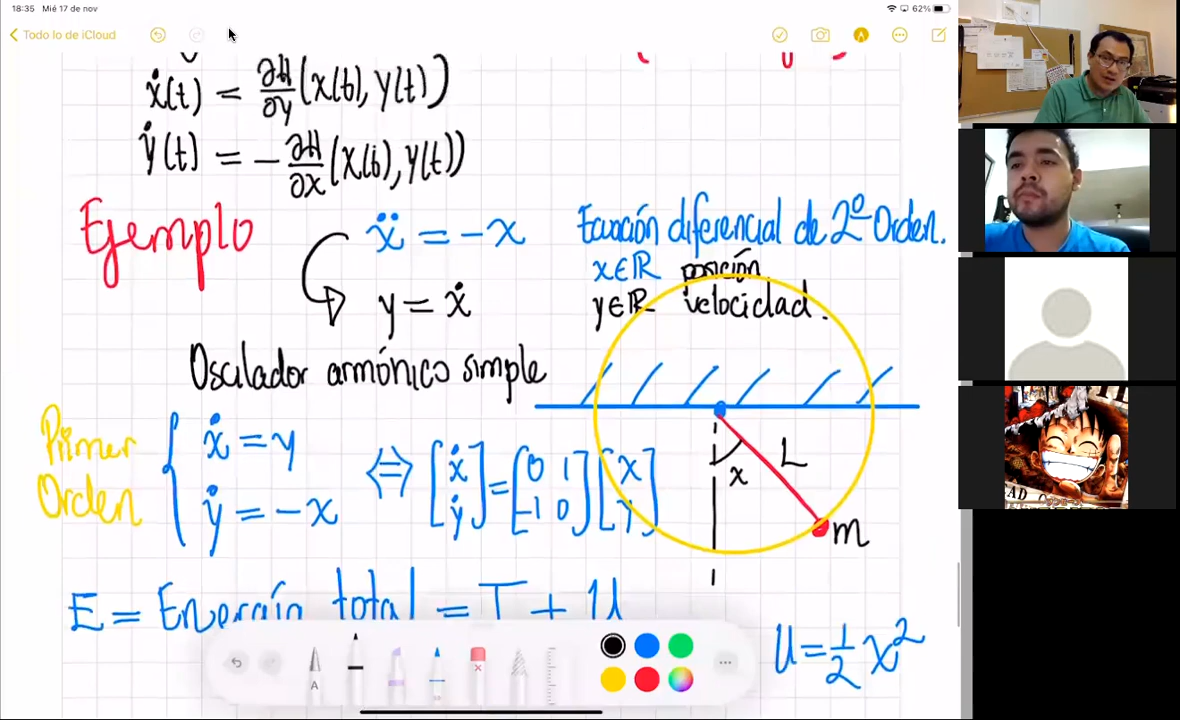 18:35 Mié 17 de nov
62%
Todo lo de iCloud
ẋ(t) = ∂H/∂y (x(t), y(t))
ẏ(t) = -∂H/∂x (x(t), y(t))
Ejemplo
ẍ = -x
Ecuación diferencial de 2º Orden.
x∈ℝ posición
y = ẋ
y∈ℝ velocidad.
Oscilador armónico simple
Primer Orden
{ ẋ = y
ẏ = -x
⇔ [ẋ ẏ] = [0 1 -1 0] [x y]
x
L
m
E = Energía total = T + U
U = 1/2 x²
A
AD